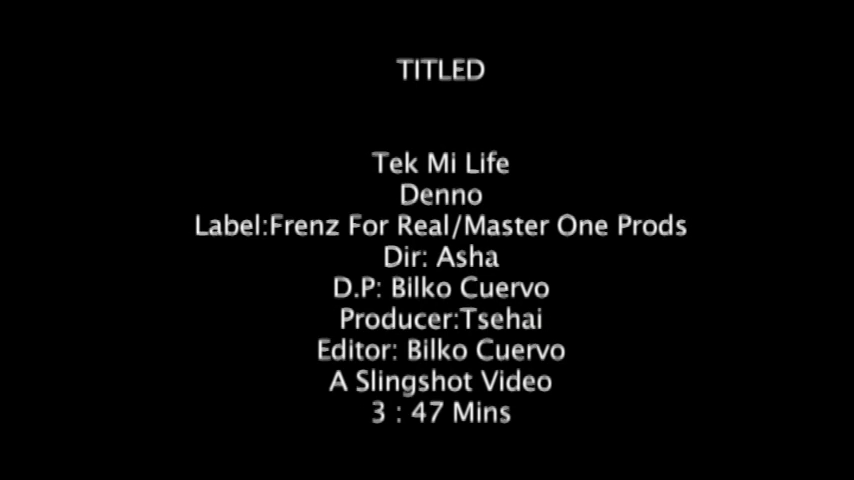 TITLED
Tek Mi Life
Denno
Label:Frenz For Real/Master One Prods
Dir: Asha
D.P: Bilko Cuervo
Producer:Tsehai
Editor: Bilko Cuervo
A Slingshot Video
3 : 47 Mins